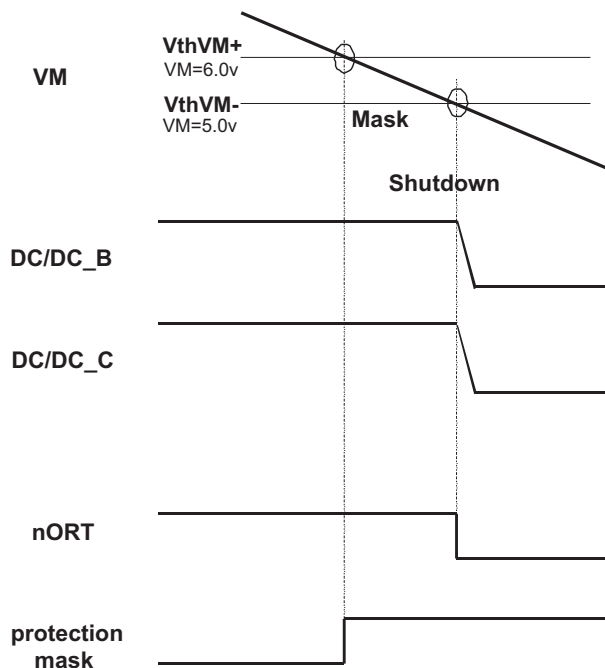 VthVM+
VM=6.0v
VM
VthVM-
VM=5.0v
Mask
Shutdown
DC/DC_B
DC/DC_C
nORT
protection
mask